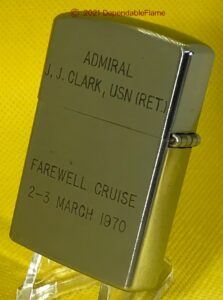 © 2021 DependableFlame
ADMIRAL
J. J. CLARK, USN (RET.)
FAREWELL CRUISE
2-3 MARCH 1970